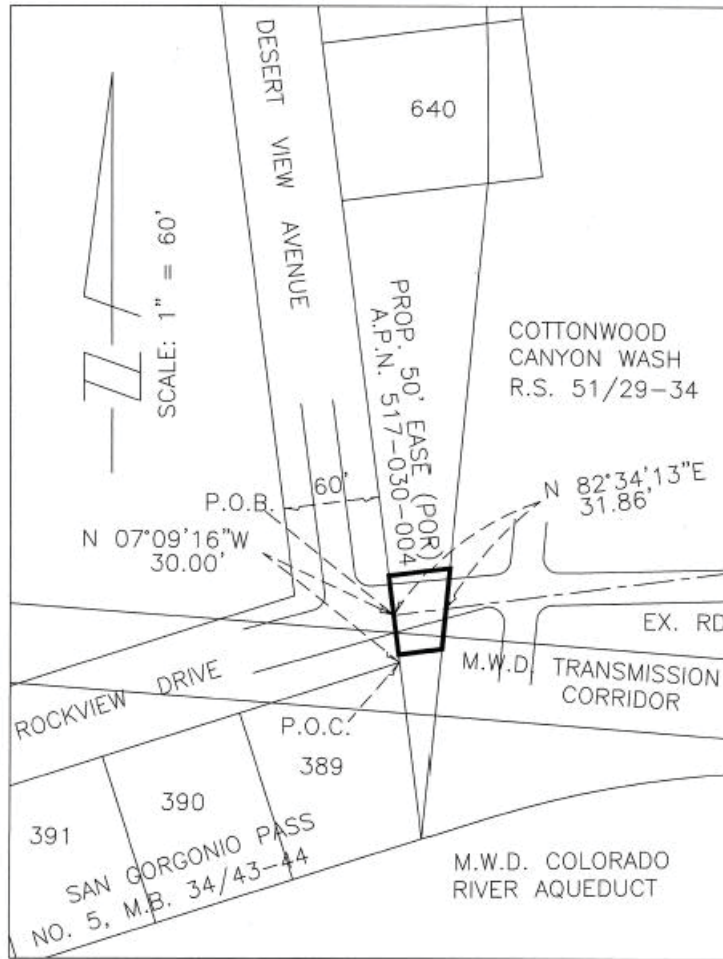 DESERT VIEW AVENUE
640
SCALE: 1" = 60'
PROP. 50' EASE (POR)
A.P.N. 517-030-004
COTTONWOOD
CANYON WASH
R.S. 51/29-34
60'
P.O.B.
N 82°34'13"E
31.86'
N 07°09'16"W
30.00'
EX. RD
M.W.D. TRANSMISSION
CORRIDOR
ROCKVIEW DRIVE
P.O.C.
389
390
391
SAN GORGONIO PASS
NO. 5, M.B. 34/43-44
M.W.D. COLORADO
RIVER AQUEDUCT